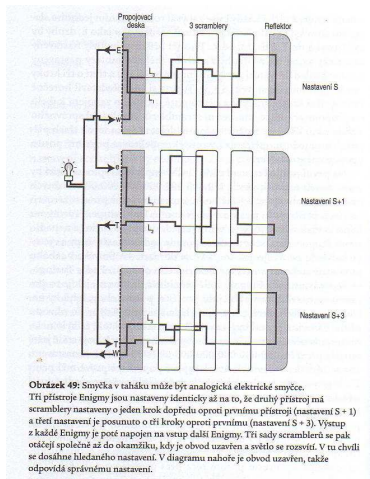 Propojovací
deska
3 scramblery
Reflektor
E
L₂
L₁
w
Nastavení S
e
L₁
T
L₂
Nastavení S+1
L₃
T
W
L₂
Nastavení S+3
Obrázek 49: Smyčka v taháku může být analogická elektrické smyčce.
Tři přístroje Enigmy jsou nastaveny identicky až na to, že druhý přístroj má
scramblery nastaveny o jeden krok dopředu oproti prvnímu přístroji (nastavení S + 1)
a třetí nastavení je posunuto o tři kroky oproti prvnímu (nastavení S + 3). Výstup
z každé Enigmy je poté napojen na vstup další Enigmy. Tři sady scramblerů se pak
otáčejí společně až do okamžiku, kdy je obvod uzavřen a světlo se rozsvítí. V tu chvíli
se dosáhne hledaného nastavení. V diagramu nahoře je obvod uzavřen, takže
odpovídá správnému nastavení.